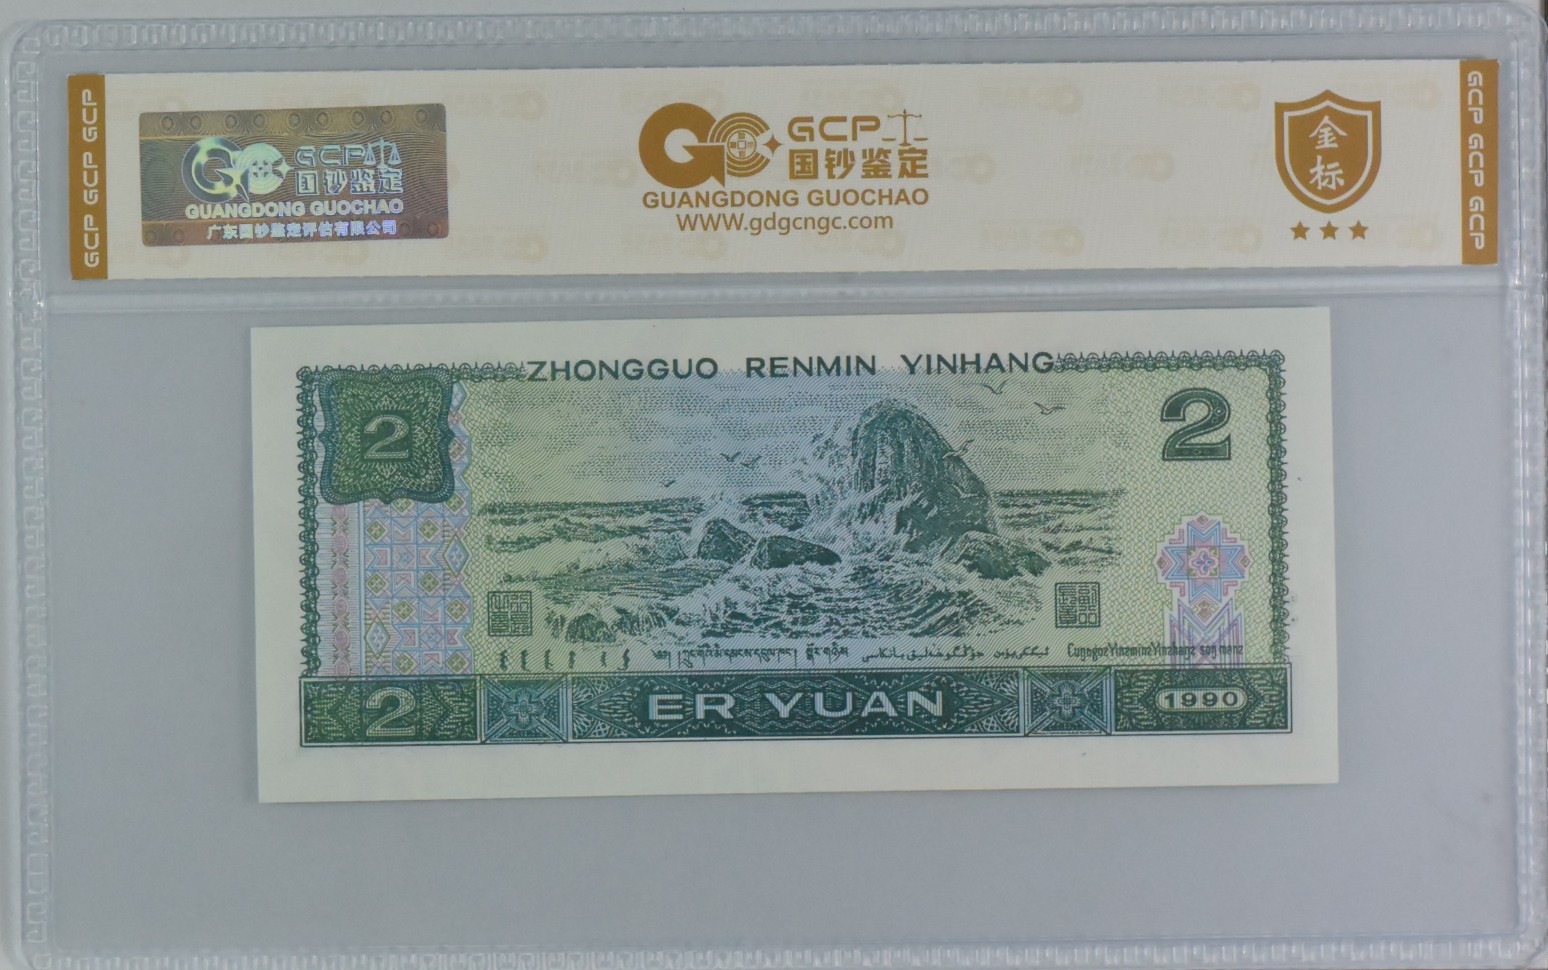 GCP GCP GCP
GCP
国钞鉴定
GUANGDONG GUOCHAO
广东国钞鉴定评估有限公司
GCP
国钞鉴定
GUANGDONG GUOCHAO
WWW.gdgcngc.com
金标
GCP GCP GCP
ZHONGGUO RENMIN YINHANG
2
2
2
ER YUAN
1990